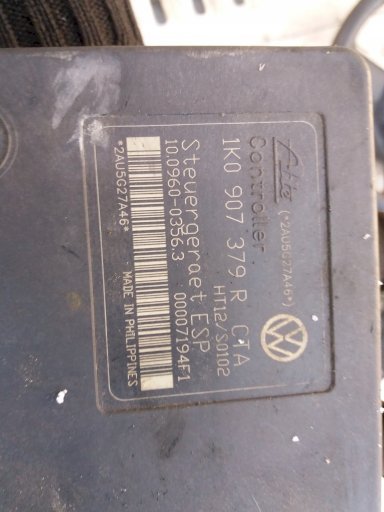 Ate (*2AU5G27A46*)
Controller
1K0 907 379 R CTA
HT12/S0102
Steuergeraet ESP
10.0960-0356.3 00007194F1
*2AU5G27A46* MADE IN PHILIPPINES